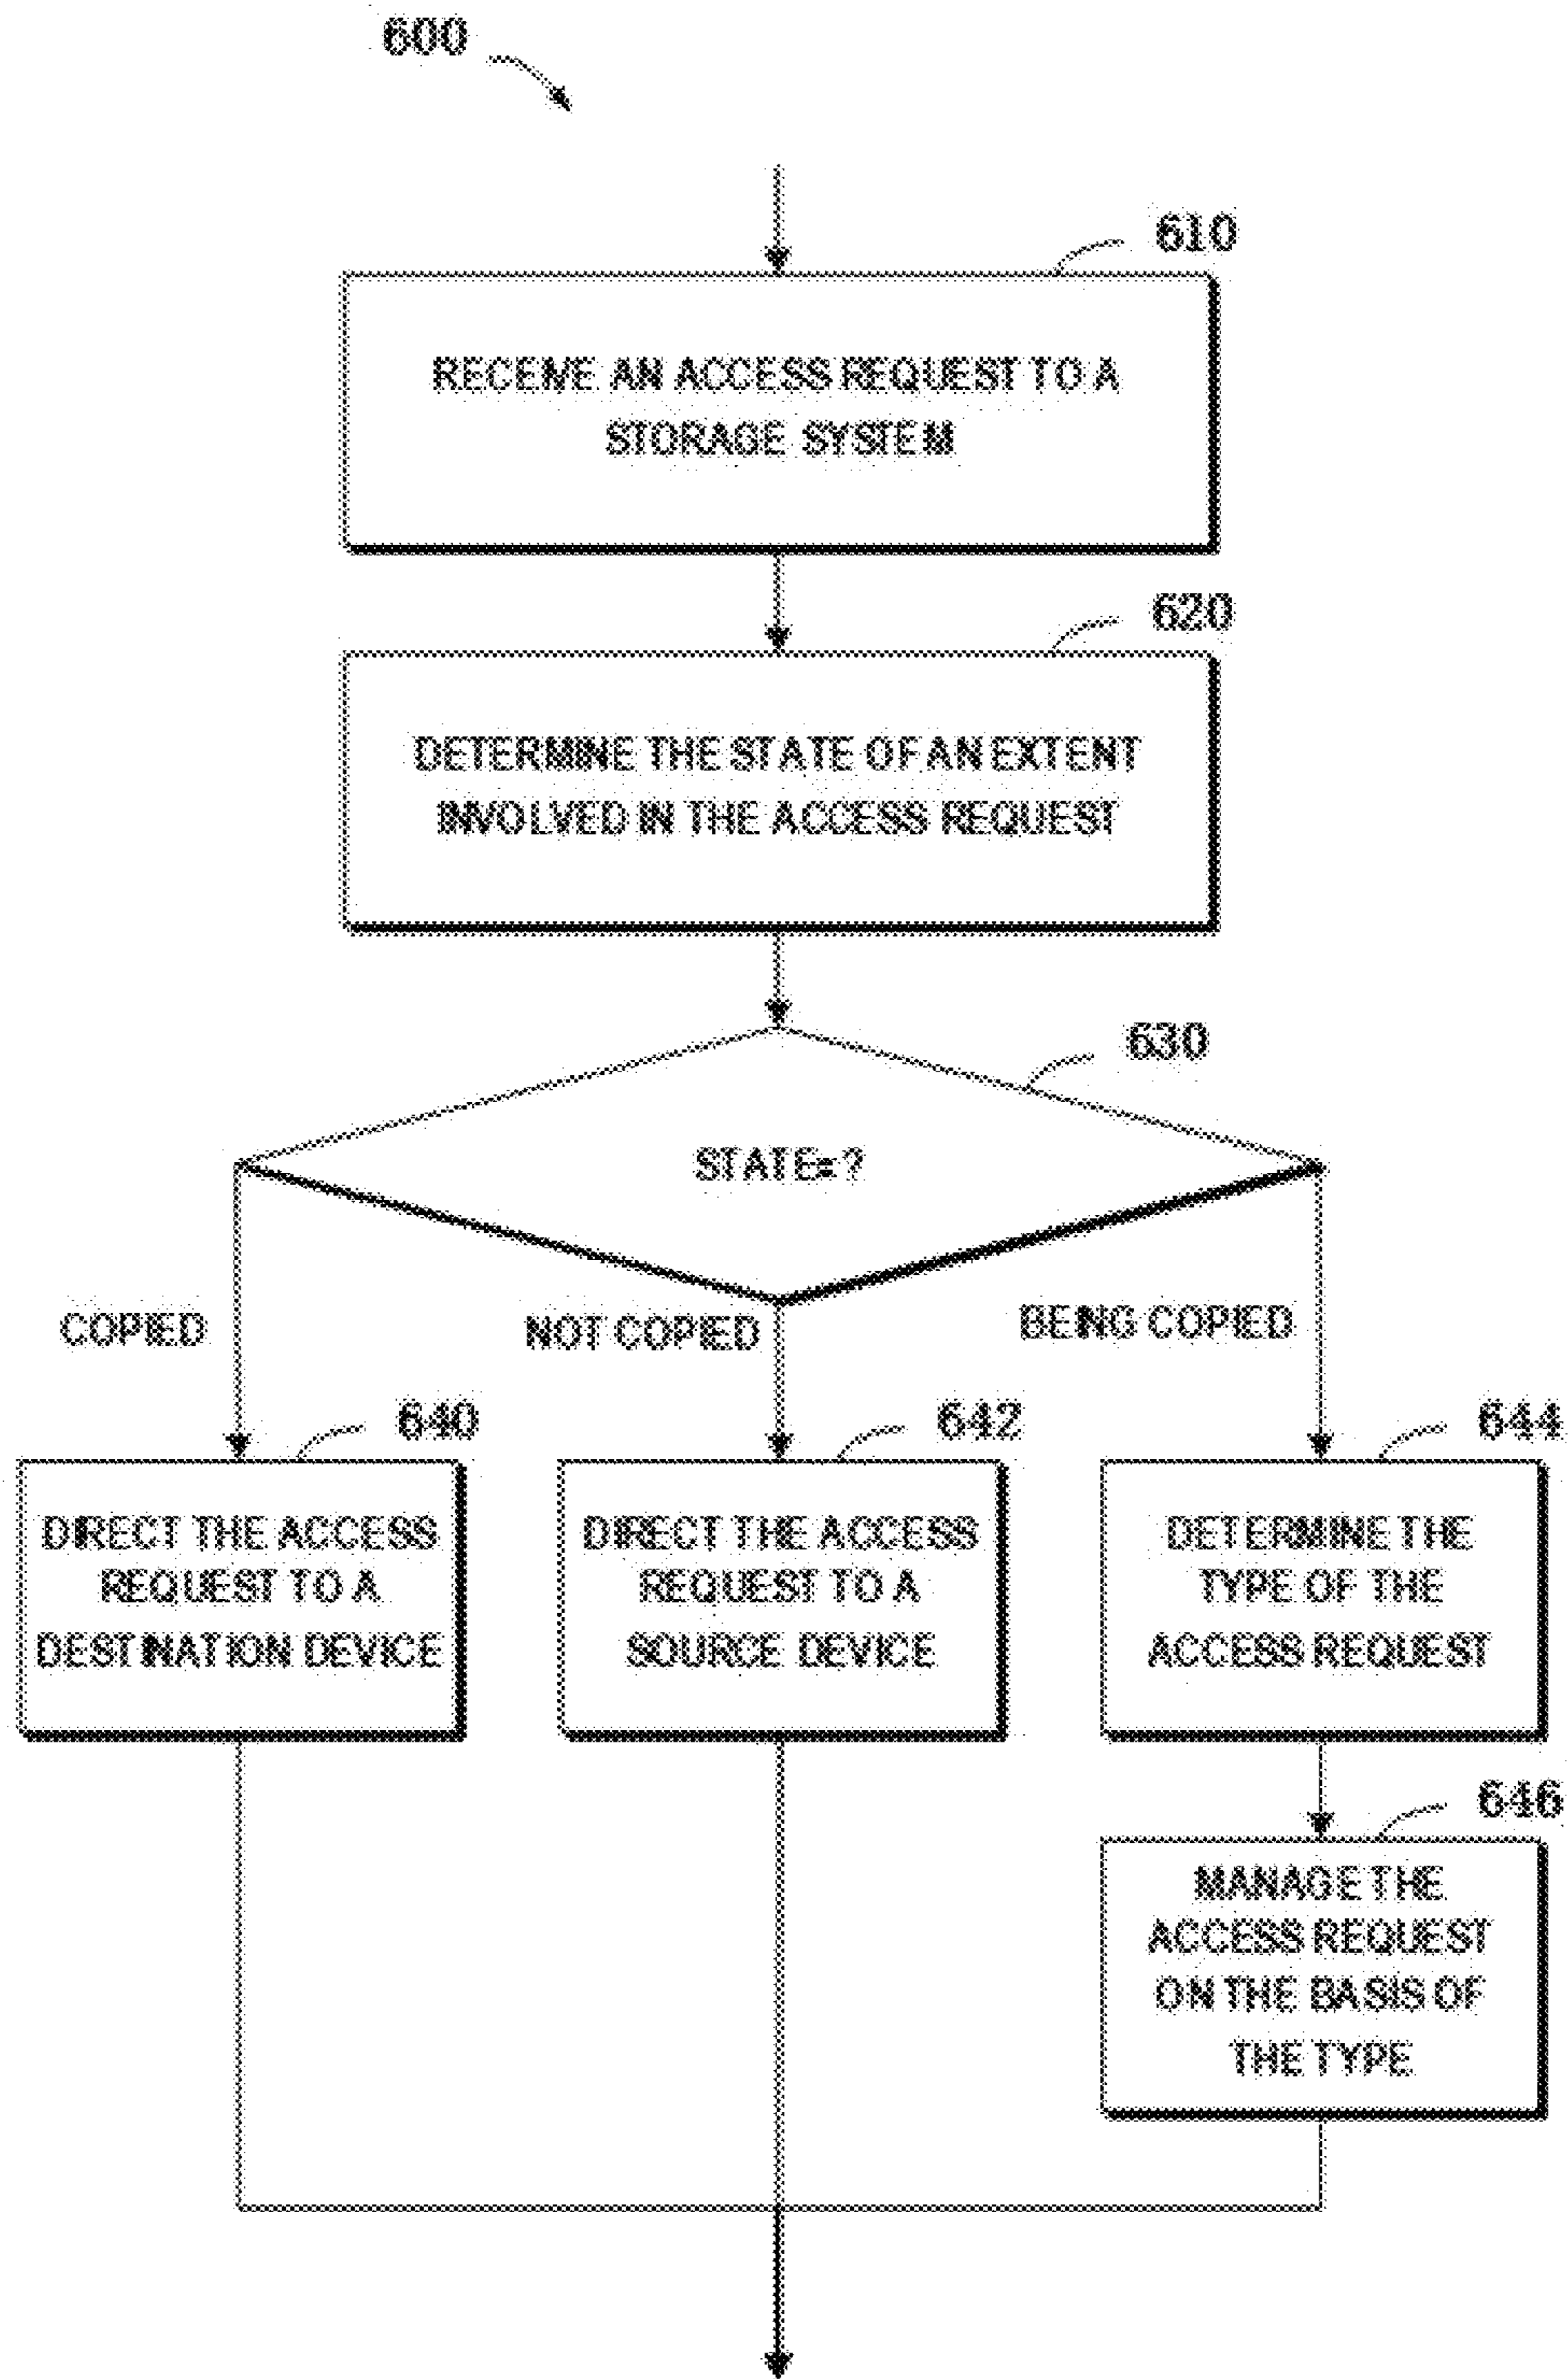 600
610
RECEIVE AN ACCESS REQUEST TO A
STORAGE SYSTEM
620
DETERMINE THE STATE OF AN EXTENT
INVOLVED IN THE ACCESS REQUEST
630
STATE=?
COPIED
NOT COPIED
BEING COPIED
640
DIRECT THE ACCESS
REQUEST TO A
DESTINATION DEVICE
642
DIRECT THE ACCESS
REQUEST TO A
SOURCE DEVICE
644
DETERMINE THE
TYPE OF THE
ACCESS REQUEST
646
MANAGE THE
ACCESS REQUEST
ON THE BASIS OF
THE TYPE